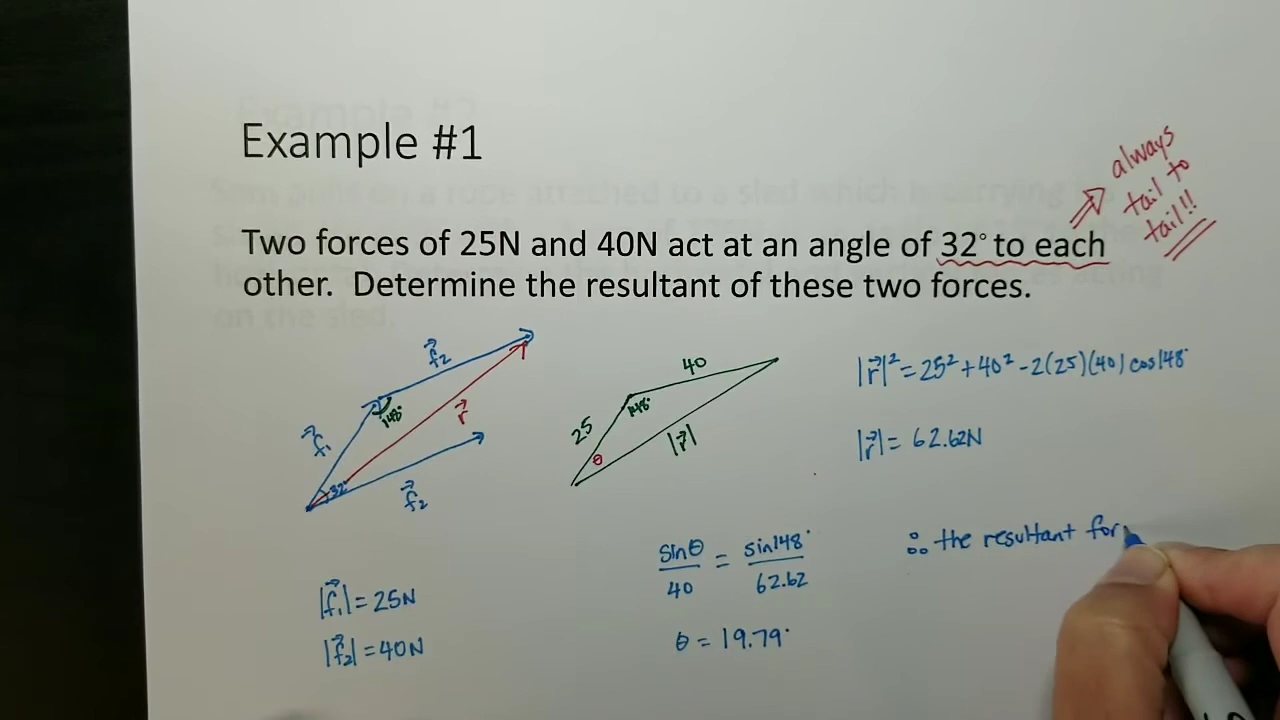 Example #1
Two forces of 25N and 40N act at an angle of 32° to each
other. Determine the resultant of these two forces.
always
tail to
tail!!
f₂
148°
f₁
r
32°
f₂
40
25
148°
θ
|r|
|r|² = 25² + 40² - 2(25)(40) cos148°
|r| = 62.62N
sinθ/40 = sin148°/62.62
θ = 19.79°
|f₁| = 25N
|f₂| = 40N
∴ the resultant for